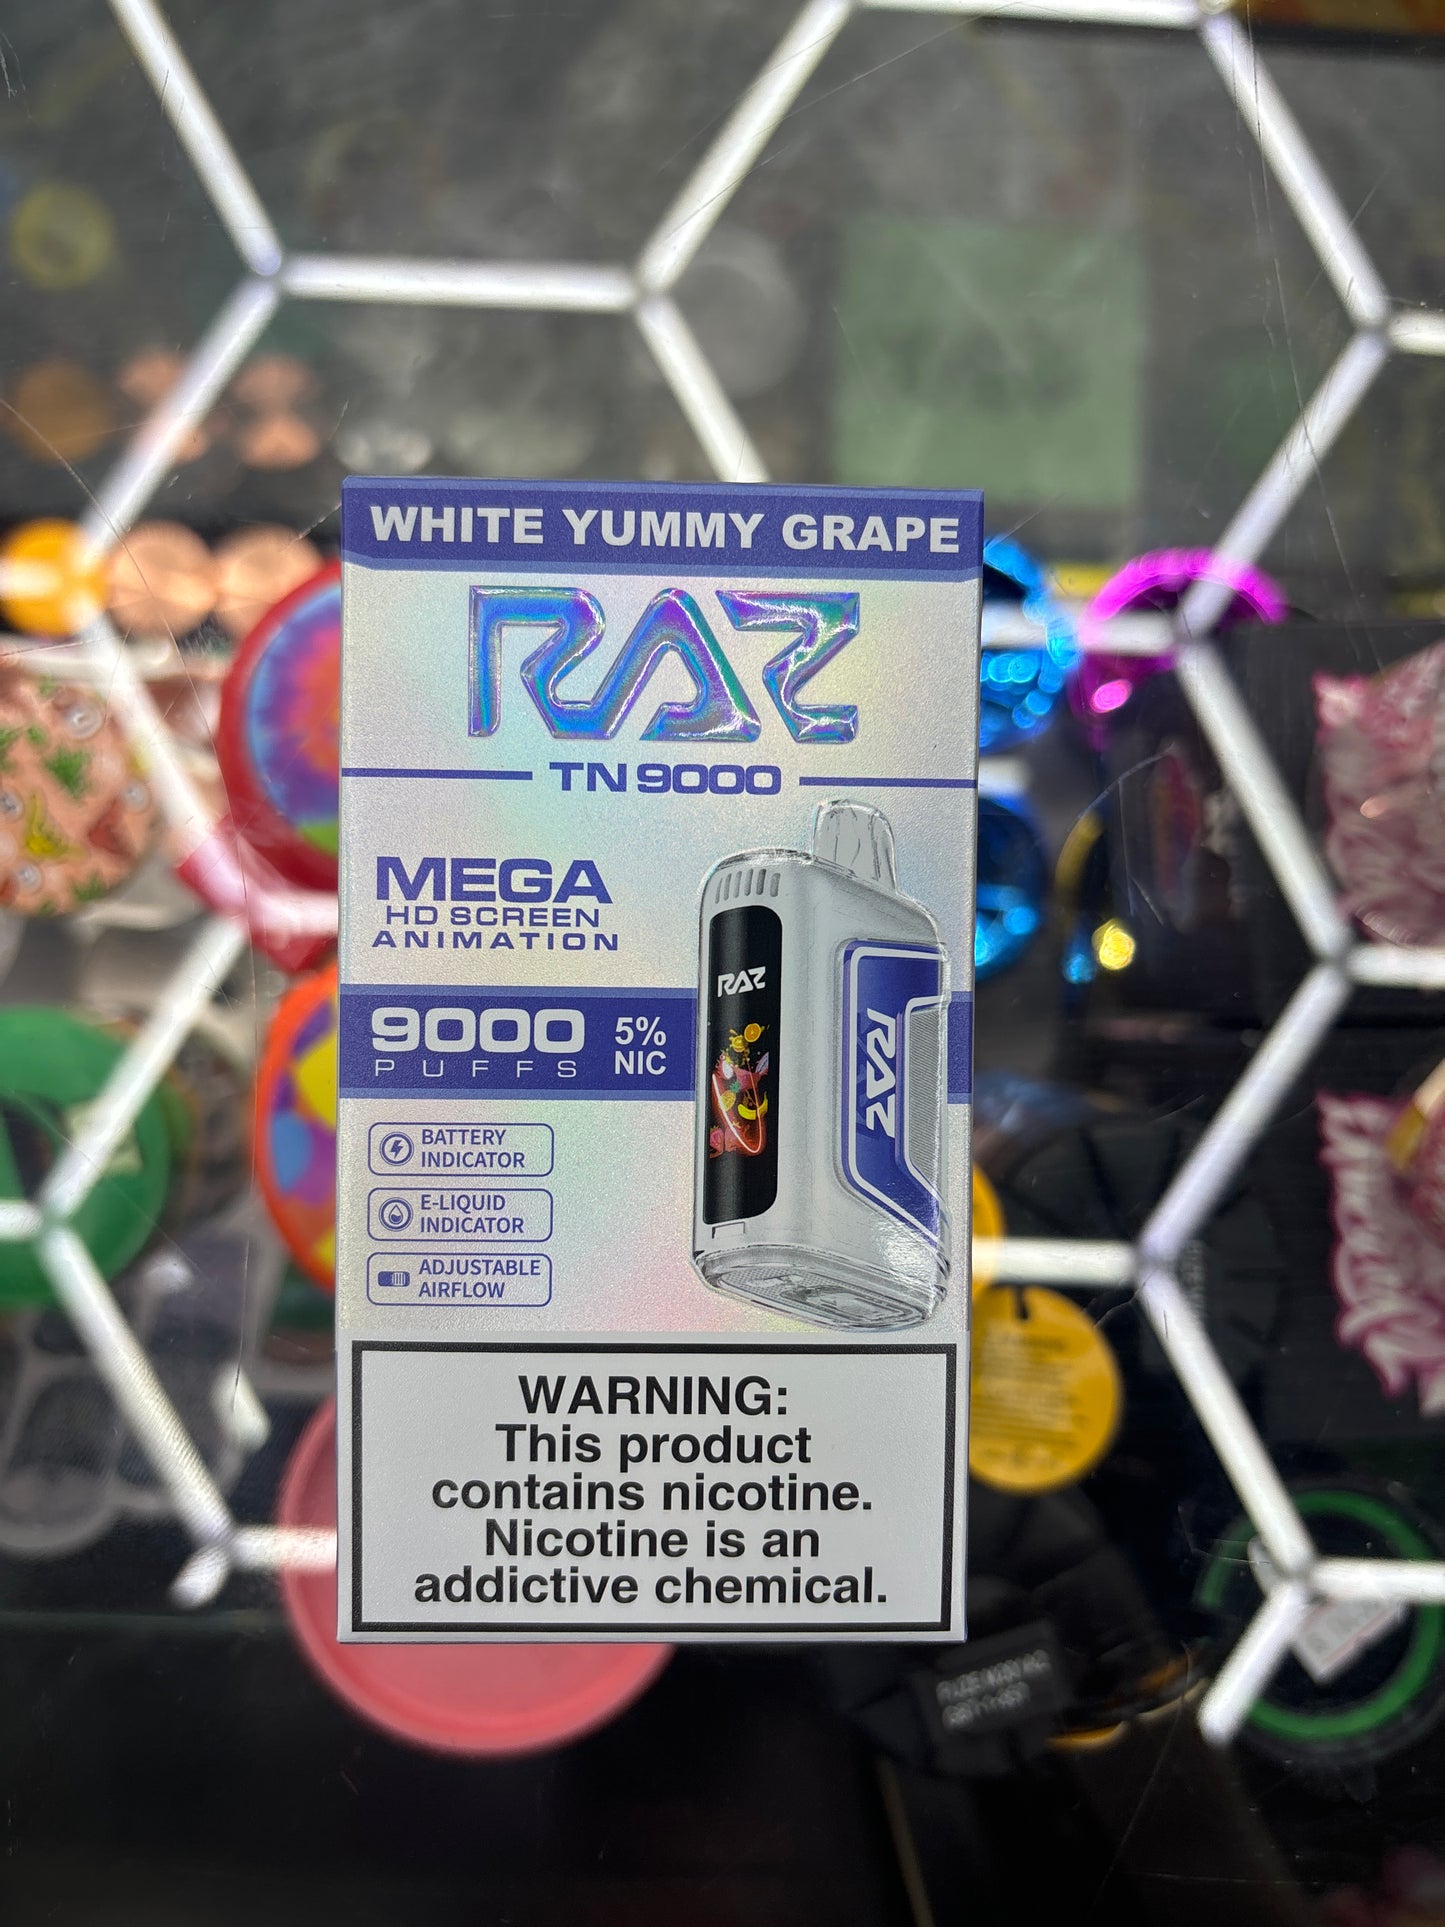 WHITE YUMMY GRAPE
RAZ
TN 9000
MEGA
HD SCREEN
ANIMATION
9000
PUFFS
5%
NIC
RAZ
RAZ
BATTERY
INDICATOR
E-LIQUID
INDICATOR
ADJUSTABLE
AIRFLOW
WARNING:
This product
contains nicotine.
Nicotine is an
addictive chemical.